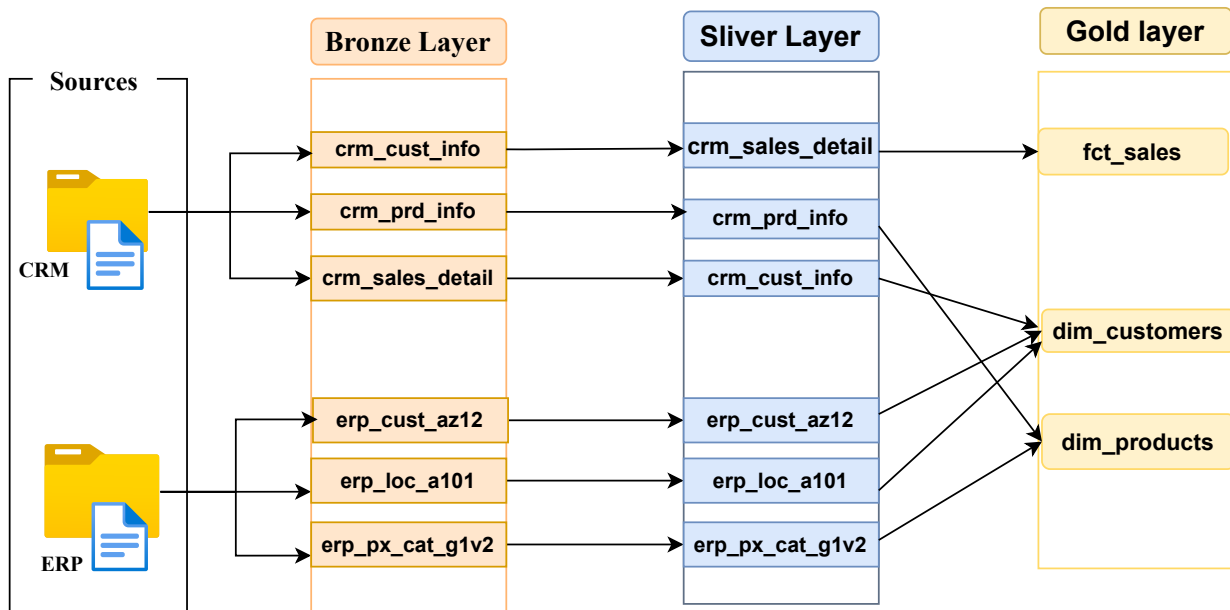 Sources
CRM
ERP
Bronze Layer
crm_cust_info
crm_prd_info
crm_sales_detail
erp_cust_az12
erp_loc_a101
erp_px_cat_g1v2
Sliver Layer
crm_sales_detail
crm_prd_info
crm_cust_info
erp_cust_az12
erp_loc_a101
erp_px_cat_g1v2
Gold layer
fct_sales
dim_customers
dim_products